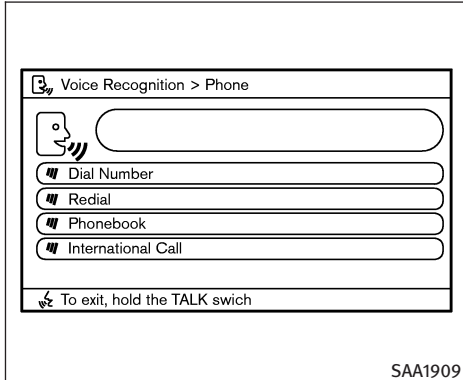 Voice Recognition > Phone
Dial Number
Redial
Phonebook
International Call
To exit, hold the TALK swich
SAA1909